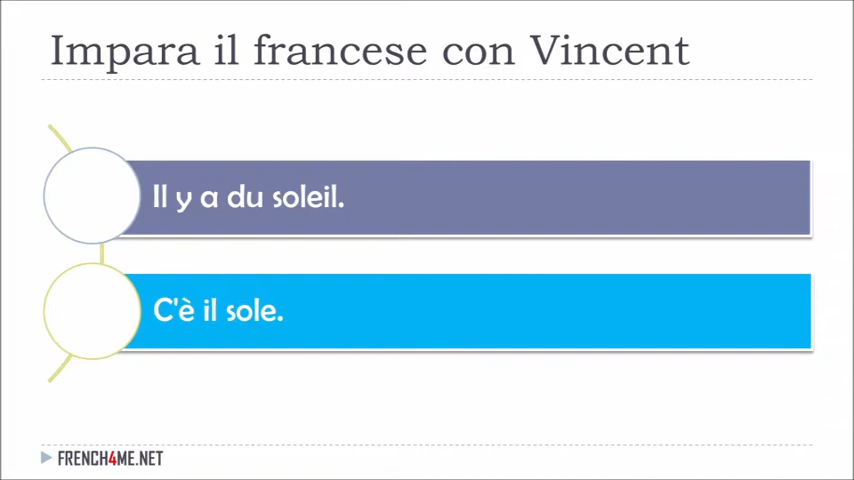 Impara il francese con Vincent
Il y a du soleil.
C'è il sole.
FRENCH4ME.NET